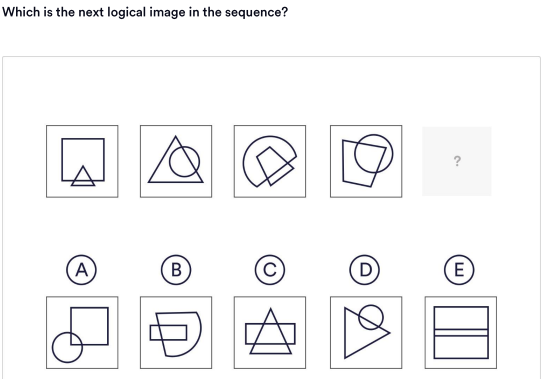 Which is the next logical image in the sequence?
?
A B C D E